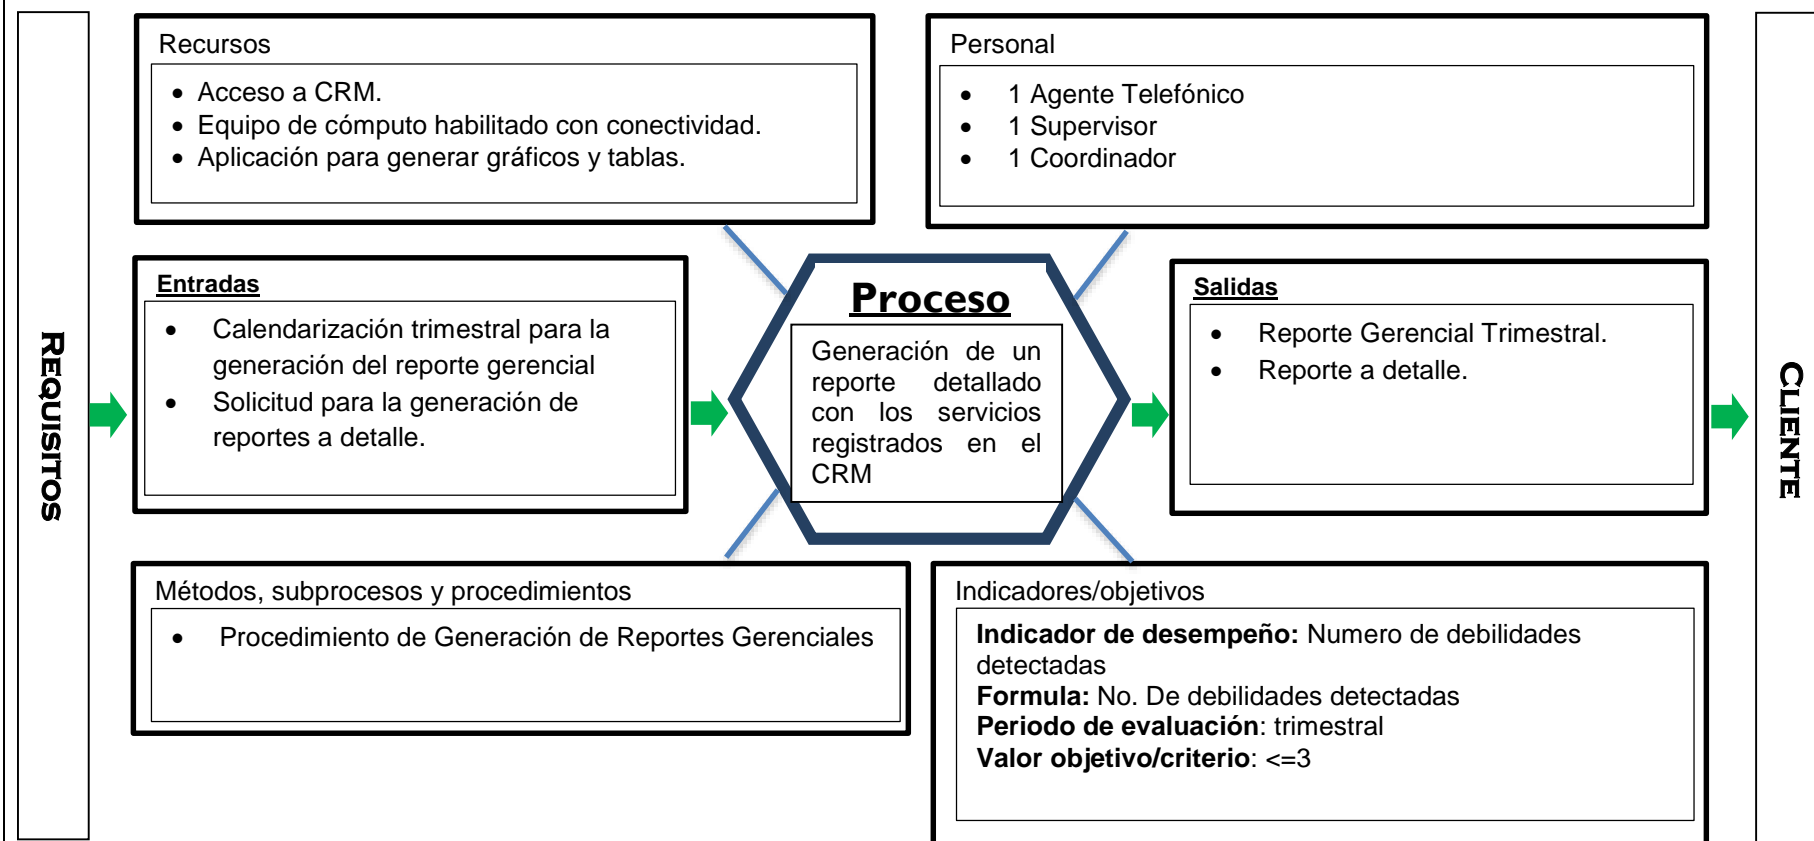 REQUISITOS
Recursos
• Acceso a CRM.
• Equipo de cómputo habilitado con conectividad.
• Aplicación para generar gráficos y tablas.
Personal
• 1 Agente Telefónico
• 1 Supervisor
• 1 Coordinador
Entradas
• Calendarización trimestral para la
generación del reporte gerencial
• Solicitud para la generación de
reportes a detalle.
Proceso
Generación de un
reporte detallado
con los servicios
registrados en el
CRM
Salidas
• Reporte Gerencial Trimestral.
• Reporte a detalle.
Métodos, subprocesos y procedimientos
• Procedimiento de Generación de Reportes Gerenciales
Indicadores/objetivos
Indicador de desempeño: Numero de debilidades
detectadas
Formula: No. De debilidades detectadas
Periodo de evaluación: trimestral
Valor objetivo/criterio: <=3
CLIENTE